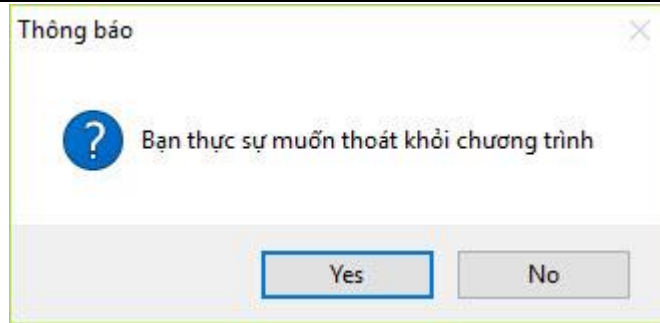 Thông báo
Bạn thực sự muốn thoát khỏi chương trình
Yes
No